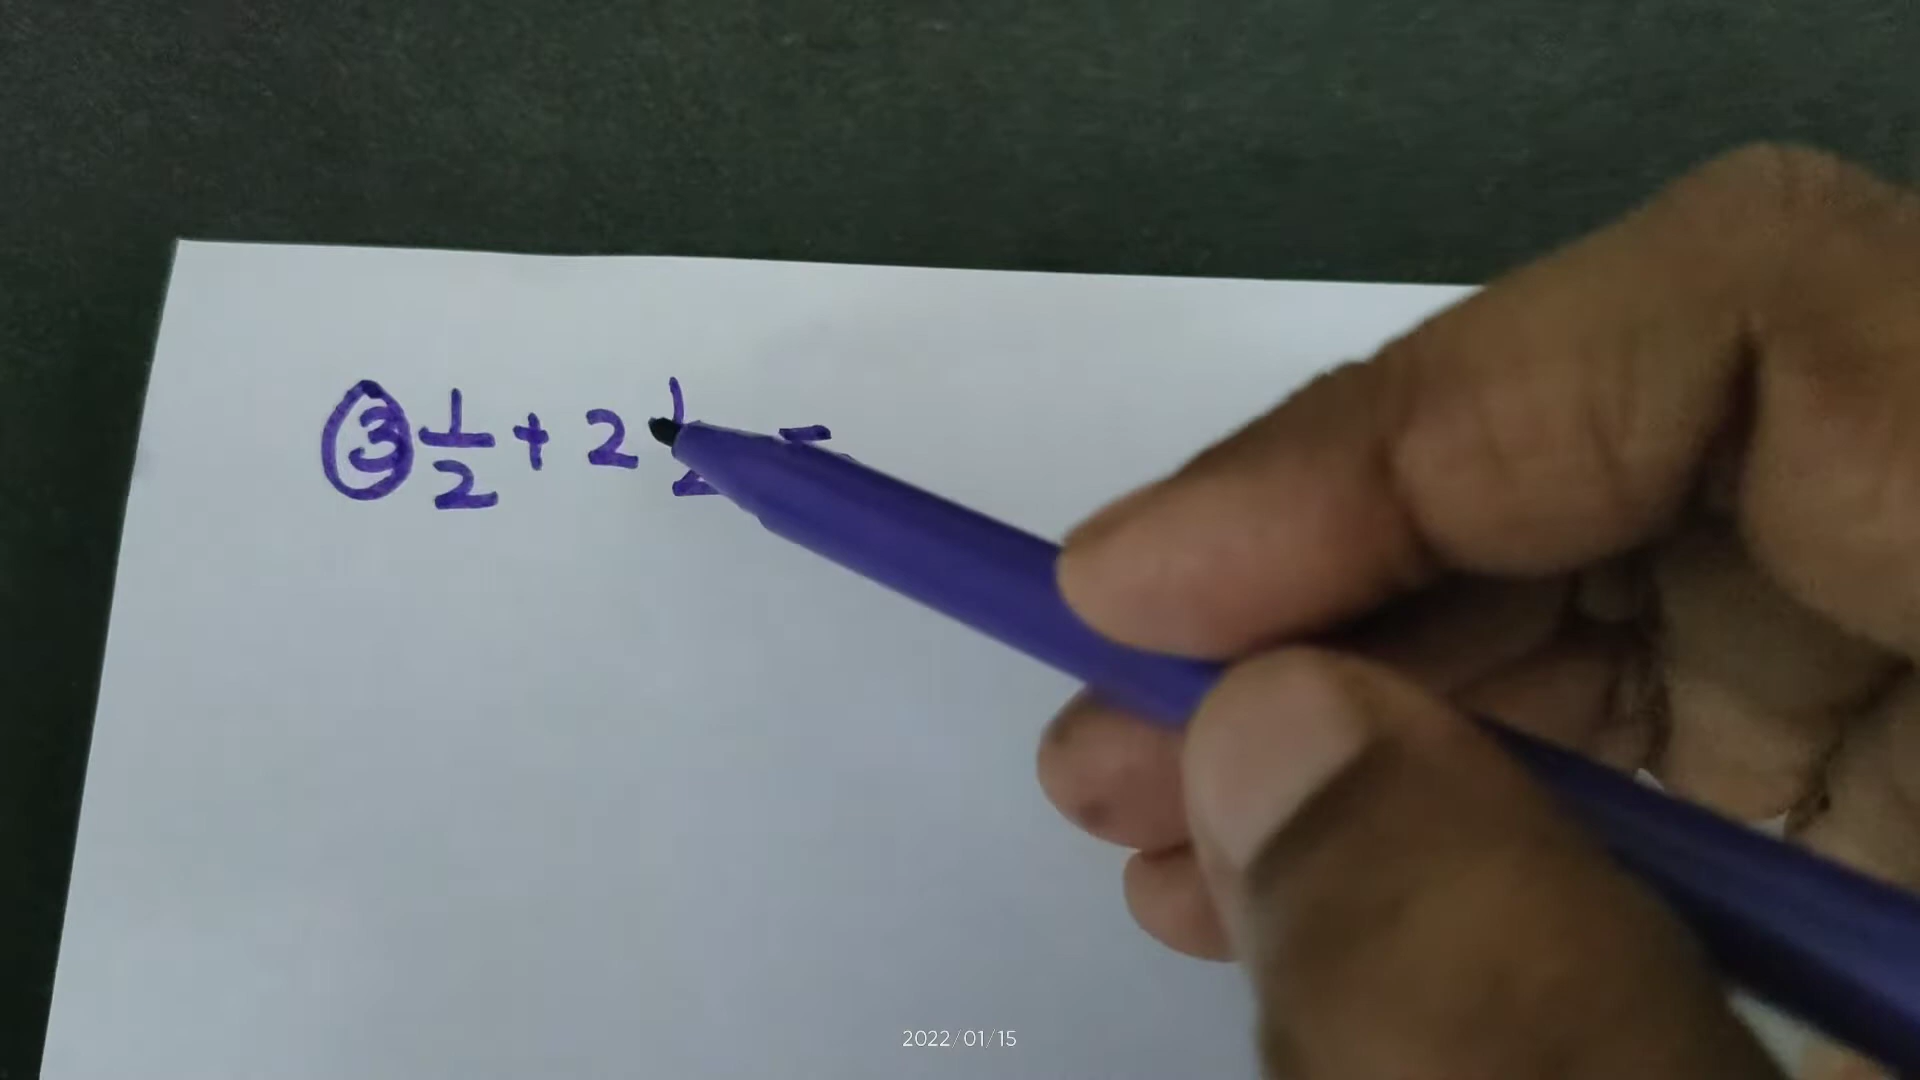 3 1/2 + 2 1/2 =
2022/01/15